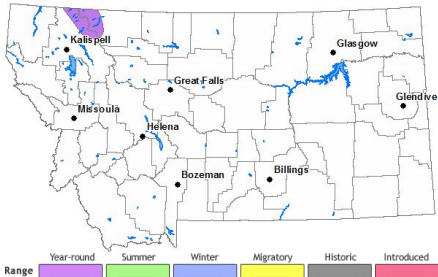 Kalispell
Glasgow
Great Falls
Glendive
Missoula
Helena
Bozeman
Billings
Year-round Summer Winter Migratory Historic Introduced
Range